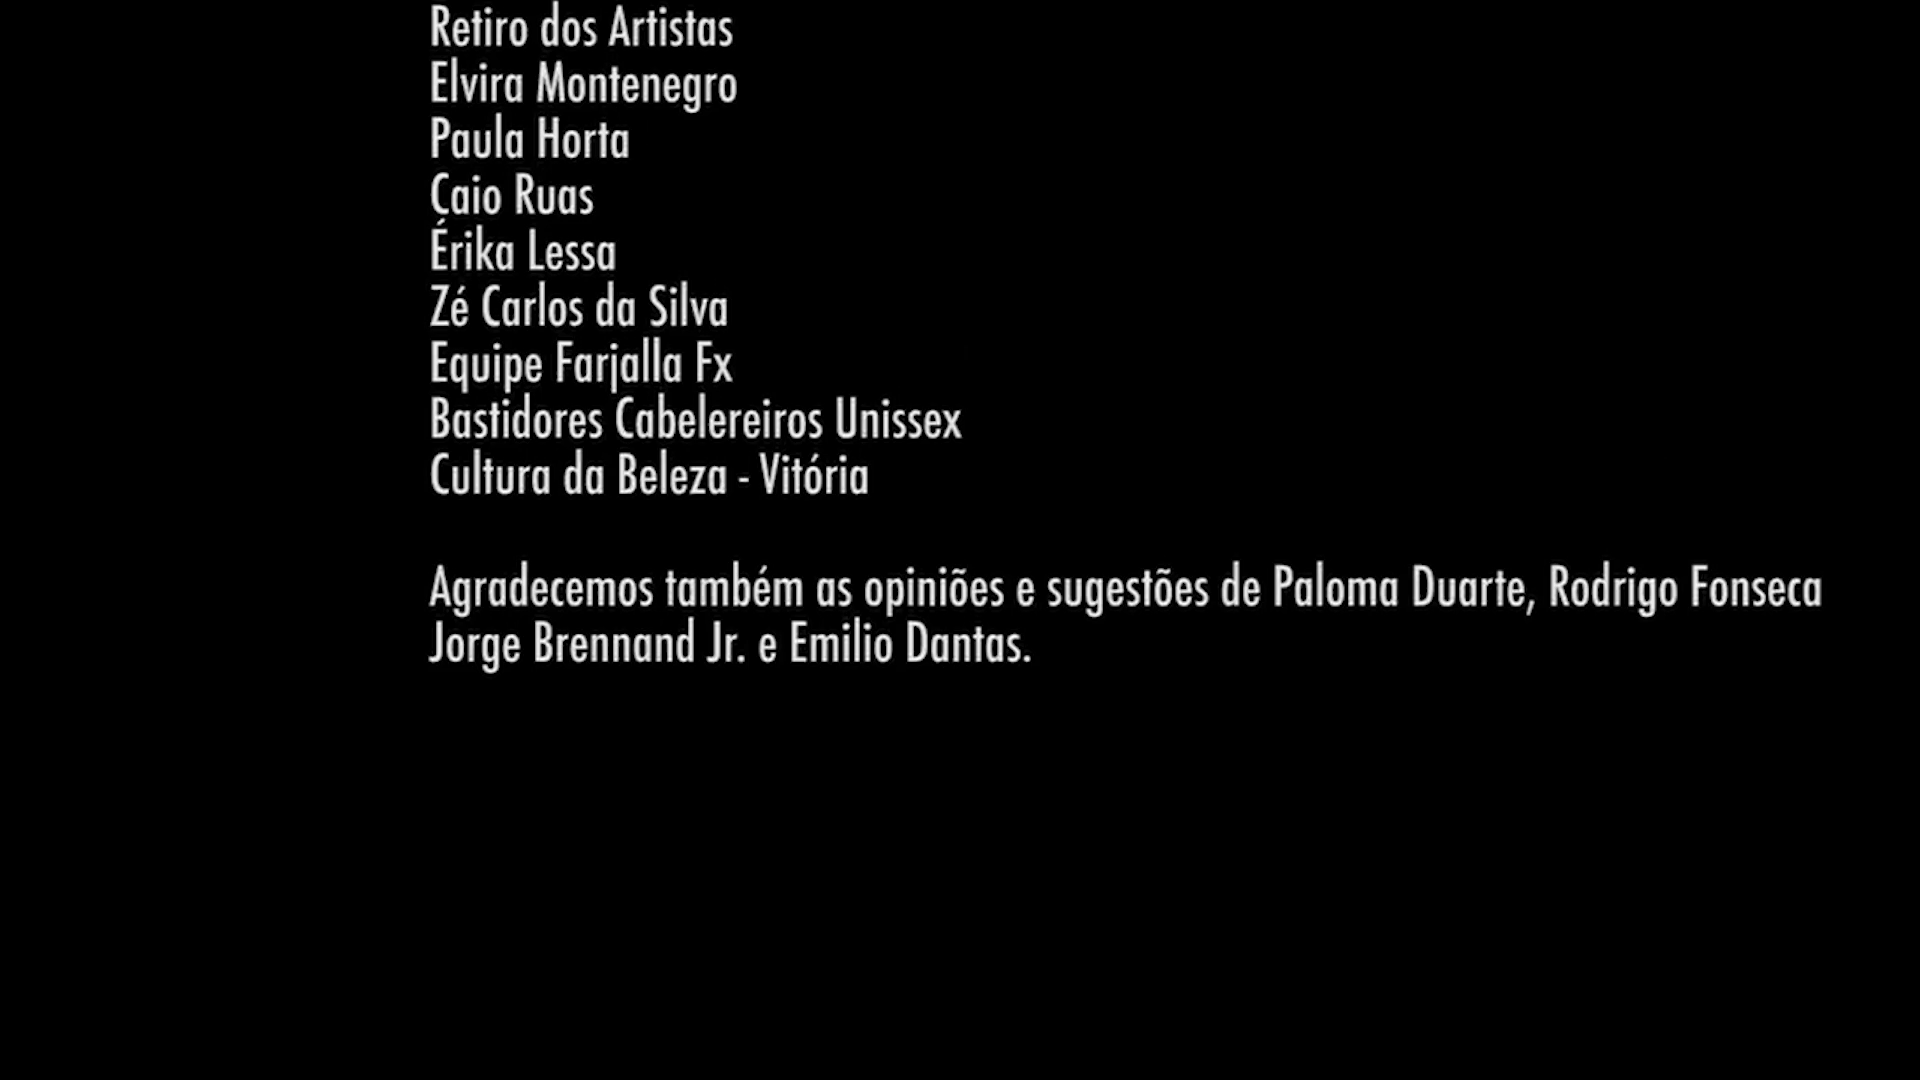 Retiro dos Artistas
Elvira Montenegro
Paula Horta
Caio Ruas
Érika Lessa
Zé Carlos da Silva
Equipe Farjalla Fx
Bastidores Cabelereiros Unissex
Cultura da Beleza - Vitória
Agradecemos também as opiniões e sugestões de Paloma Duarte, Rodrigo Fonseca
Jorge Brennand Jr. e Emilio Dantas.